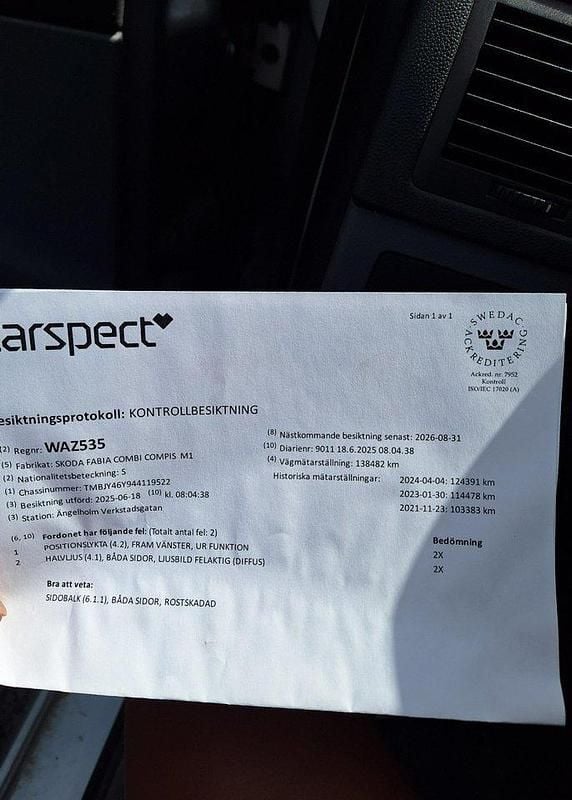 carspect
Sidan 1 av 1
SWEDAC
ACKREDITERING
Ackred. nr. 7952
Kontroll
ISO/IEC 17020 (A)
esiktningsprotokoll: KONTROLLBESIKTNING
(2) Regnr: WAZ535
(5) Fabrikat: SKODA FABIA COMBI COMPIS M1
(2) Nationalitetsbeteckning: S
(1) Chassinummer: TMBJY46Y944119522
(3) Besiktning utförd: 2025-06-18 (10) kl. 08:04:38
(3) Station: Ängelholm Verkstadsgatan
(8) Nästkommande besiktning senast: 2026-08-31
(10) Diarienr: 9011 18.6.2025 08.04.38
(4) Vägmätarställning: 138482 km
Historiska mätarställningar: 2024-04-04: 124391 km
2023-01-30: 114478 km
2021-11-23: 103383 km
(6, 10) Fordonet har följande fel: (Totalt antal fel: 2) Bedömning
1 POSITIONSLYKTA (4.2), FRAM VÄNSTER, UR FUNKTION 2X
2 HALVLJUS (4.1), BÅDA SIDOR, LJUSBILD FELAKTIG (DIFFUS) 2X
Bra att veta:
SIDOBALK (6.1.1), BÅDA SIDOR, ROSTSKADAD